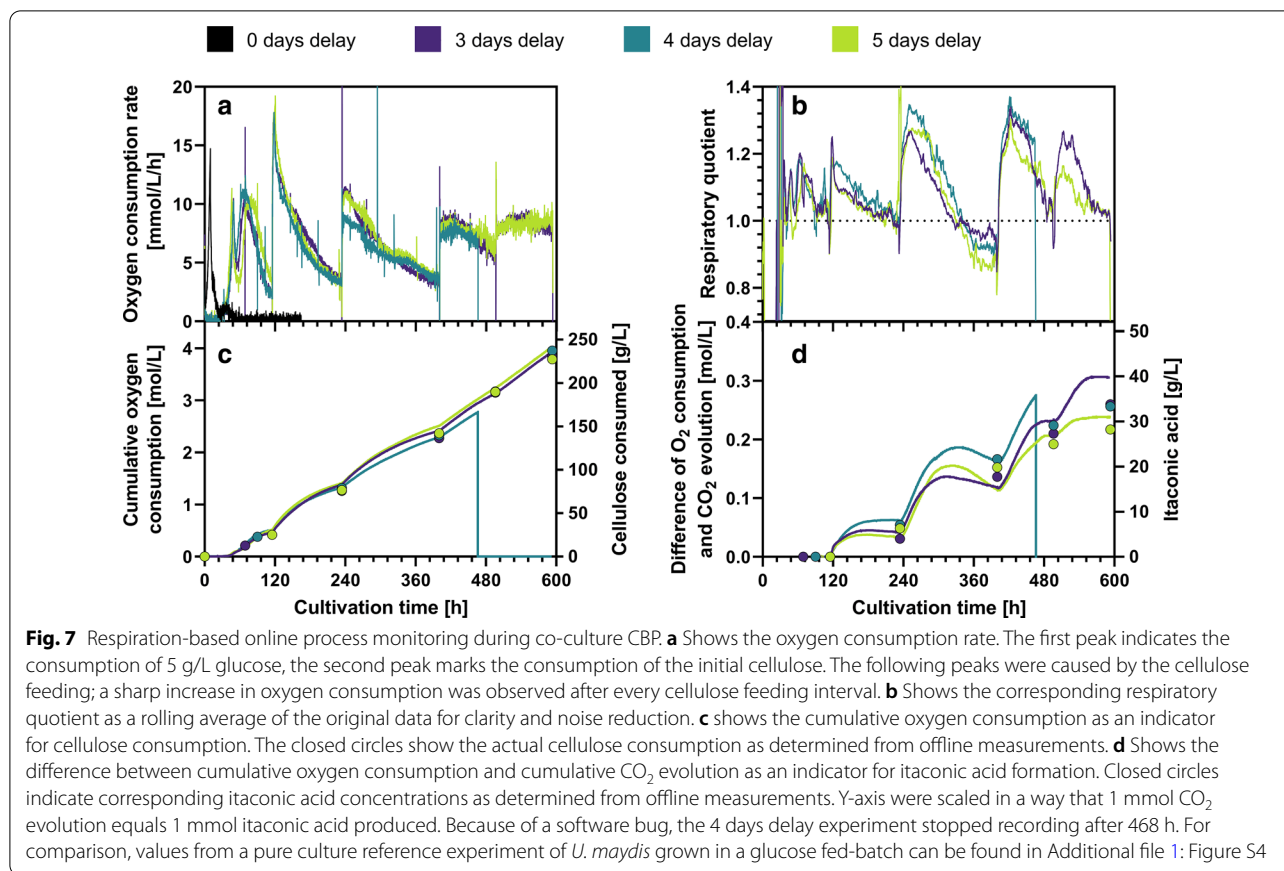 0 days delay 3 days delay 4 days delay 5 days delay
a
Oxygen consumption rate
[mmol/L/h]
20
15
10
5
0
b
Respiratory quotient
1.4
1.2
1.0
0.8
0.4
c
Cumulative oxygen
consumption [mol/L]
4
3
2
1
0
250
200
150
100
50
0
Cellulose consumed [g/L]
0 120 240 360 480 600
Cultivation time [h]
d
Difference of O2 consumption
and CO2 evolution [mol/L]
0.3
0.2
0.1
0.0
50
40
30
20
10
0
Itaconic acid [g/L]
0 120 240 360 480 600
Cultivation time [h]
Fig. 7 Respiration-based online process monitoring during co-culture CBP. a Shows the oxygen consumption rate. The first peak indicates the
consumption of 5 g/L glucose, the second peak marks the consumption of the initial cellulose. The following peaks were caused by the cellulose
feeding; a sharp increase in oxygen consumption was observed after every cellulose feeding interval. b Shows the corresponding respiratory
quotient as a rolling average of the original data for clarity and noise reduction. c shows the cumulative oxygen consumption as an indicator
for cellulose consumption. The closed circles show the actual cellulose consumption as determined from offline measurements. d Shows the
difference between cumulative oxygen consumption and cumulative CO2 evolution as an indicator for itaconic acid formation. Closed circles
indicate corresponding itaconic acid concentrations as determined from offline measurements. Y-axis were scaled in a way that 1 mmol CO2
evolution equals 1 mmol itaconic acid produced. Because of a software bug, the 4 days delay experiment stopped recording after 468 h. For
comparison, values from a pure culture reference experiment of U. maydis grown in a glucose fed-batch can be found in Additional file 1: Figure S4